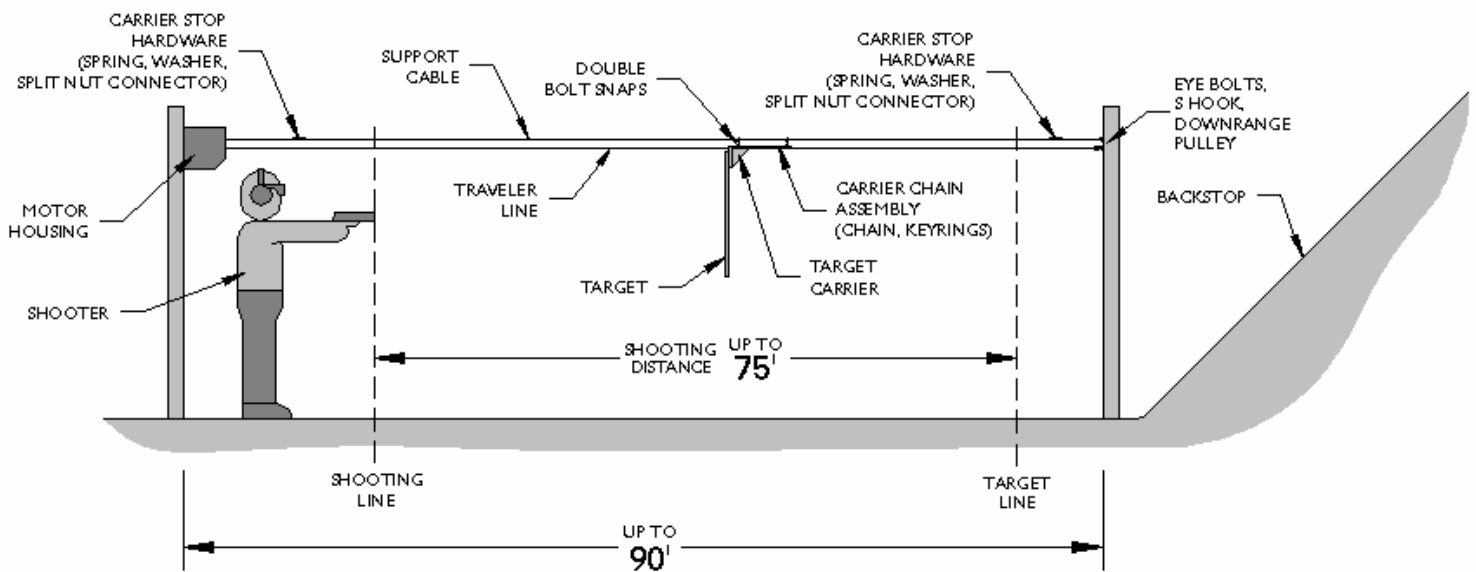 CARRIER STOP
HARDWARE
(SPRING, WASHER,
SPLIT NUT CONNECTOR)
SUPPORT
CABLE
DOUBLE
BOLT SNAPS
CARRIER STOP
HARDWARE
(SPRING, WASHER,
SPLIT NUT CONNECTOR)
EYE BOLTS,
S HOOK,
DOWNRANGE
PULLEY
MOTOR
HOUSING
TRAVELER
LINE
CARRIER CHAIN
ASSEMBLY
(CHAIN, KEYRINGS)
BACKSTOP
SHOOTER
TARGET
TARGET
CARRIER
SHOOTING
DISTANCE
UP TO
75'
SHOOTING
LINE
TARGET
LINE
UP TO
90'